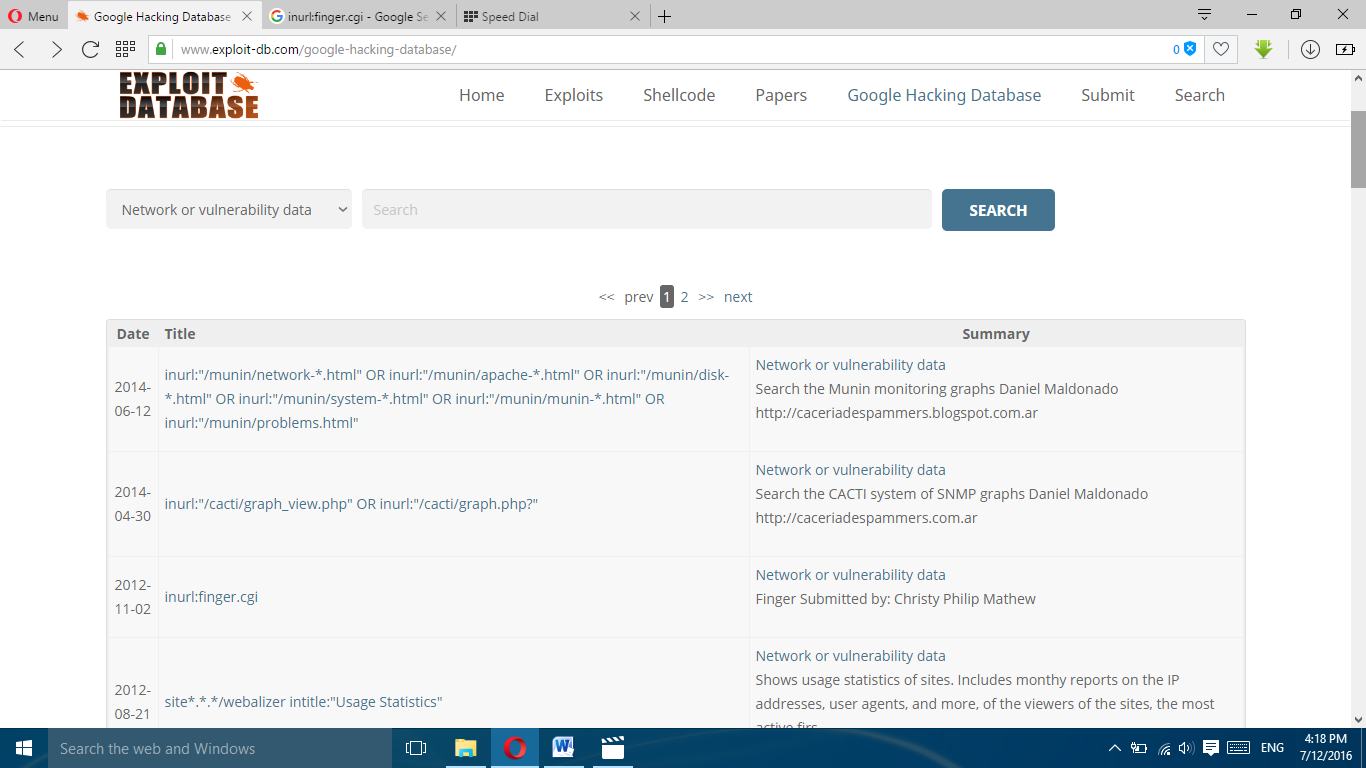 Menu
Google Hacking Database
inurl:finger.cgi - Google Se
Speed Dial
www.exploit-db.com/google-hacking-database/
0
EXPLOIT
DATABASE
Home
Exploits
Shellcode
Papers
Google Hacking Database
Submit
Search
Network or vulnerability data
Search
SEARCH
<< prev 1 2 >> next
Date
Title
Summary
2014-
06-12
inurl:"/munin/network-*.html" OR inurl:"/munin/apache-*.html" OR inurl:"/munin/disk-
*.html" OR inurl:"/munin/system-*.html" OR inurl:"/munin/munin-*.html" OR
inurl:"/munin/problems.html"
Network or vulnerability data
Search the Munin monitoring graphs Daniel Maldonado
http://caceriadespammers.blogspot.com.ar
2014-
04-30
inurl:"/cacti/graph_view.php" OR inurl:"/cacti/graph.php?"
Network or vulnerability data
Search the CACTI system of SNMP graphs Daniel Maldonado
http://caceriadespammers.com.ar
2012-
11-02
inurl:finger.cgi
Network or vulnerability data
Finger Submitted by: Christy Philip Mathew
2012-
08-21
site*.*.*/webalizer intitle:"Usage Statistics"
Network or vulnerability data
Shows usage statistics of sites. Includes monthy reports on the IP
addresses, user agents, and more, of the viewers of the sites, the most
active firs
Search the web and Windows
ENG
4:18 PM
7/12/2016